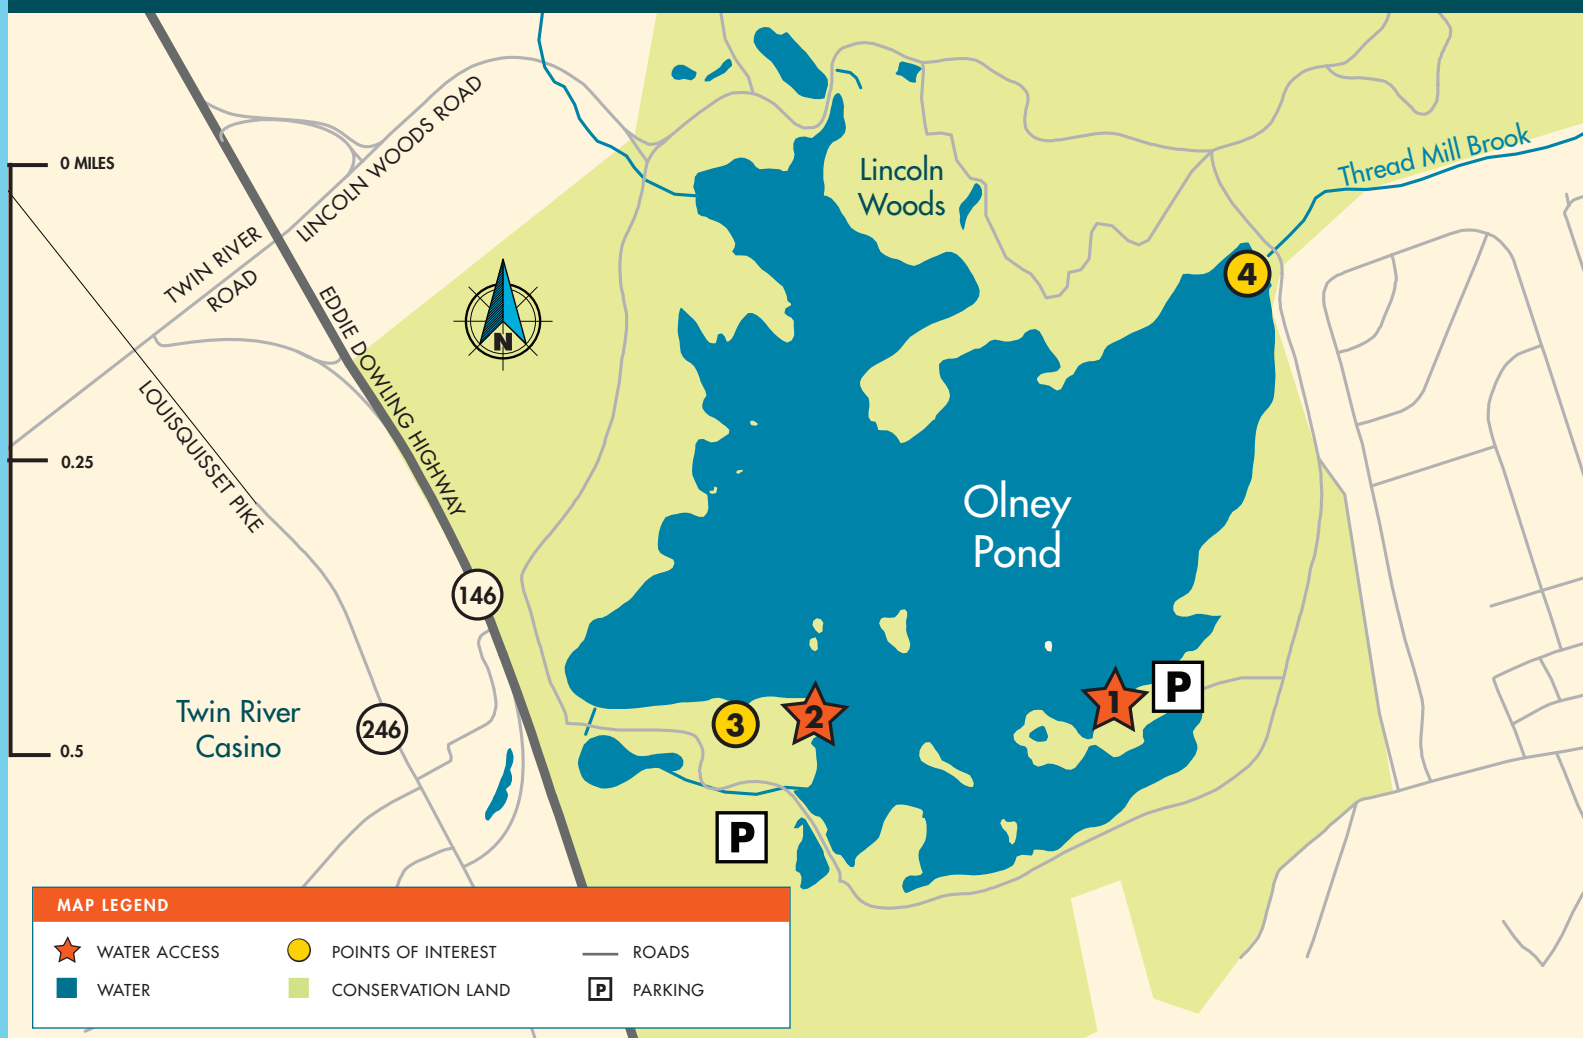 Thread Mill Brook
0 MILES
LINCOLN WOODS ROAD
Lincoln
Woods
TWIN RIVER
ROAD
4
N
EDDIE DOWLING HIGHWAY
LOUISQUISSET PIKE
0.25
Olney
Pond
146
1
P
Twin River
Casino
246
3
2
0.5
P
MAP LEGEND
WATER ACCESS
POINTS OF INTEREST
ROADS
WATER
CONSERVATION LAND
P
PARKING